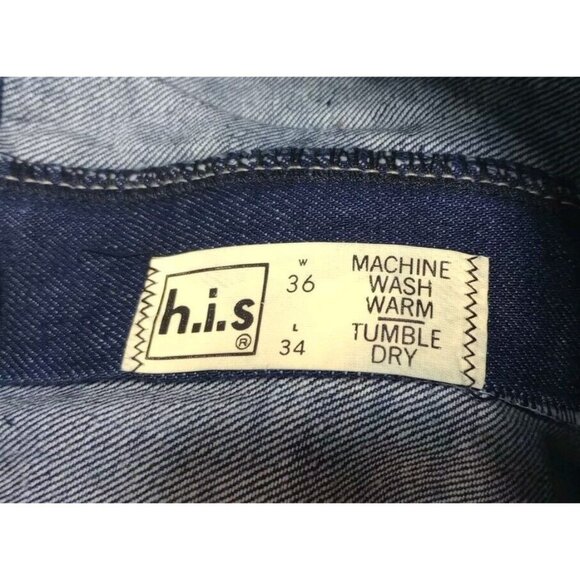 h.i.s
®
W
36
L
34
MACHINE
WASH
WARM
TUMBLE
DRY